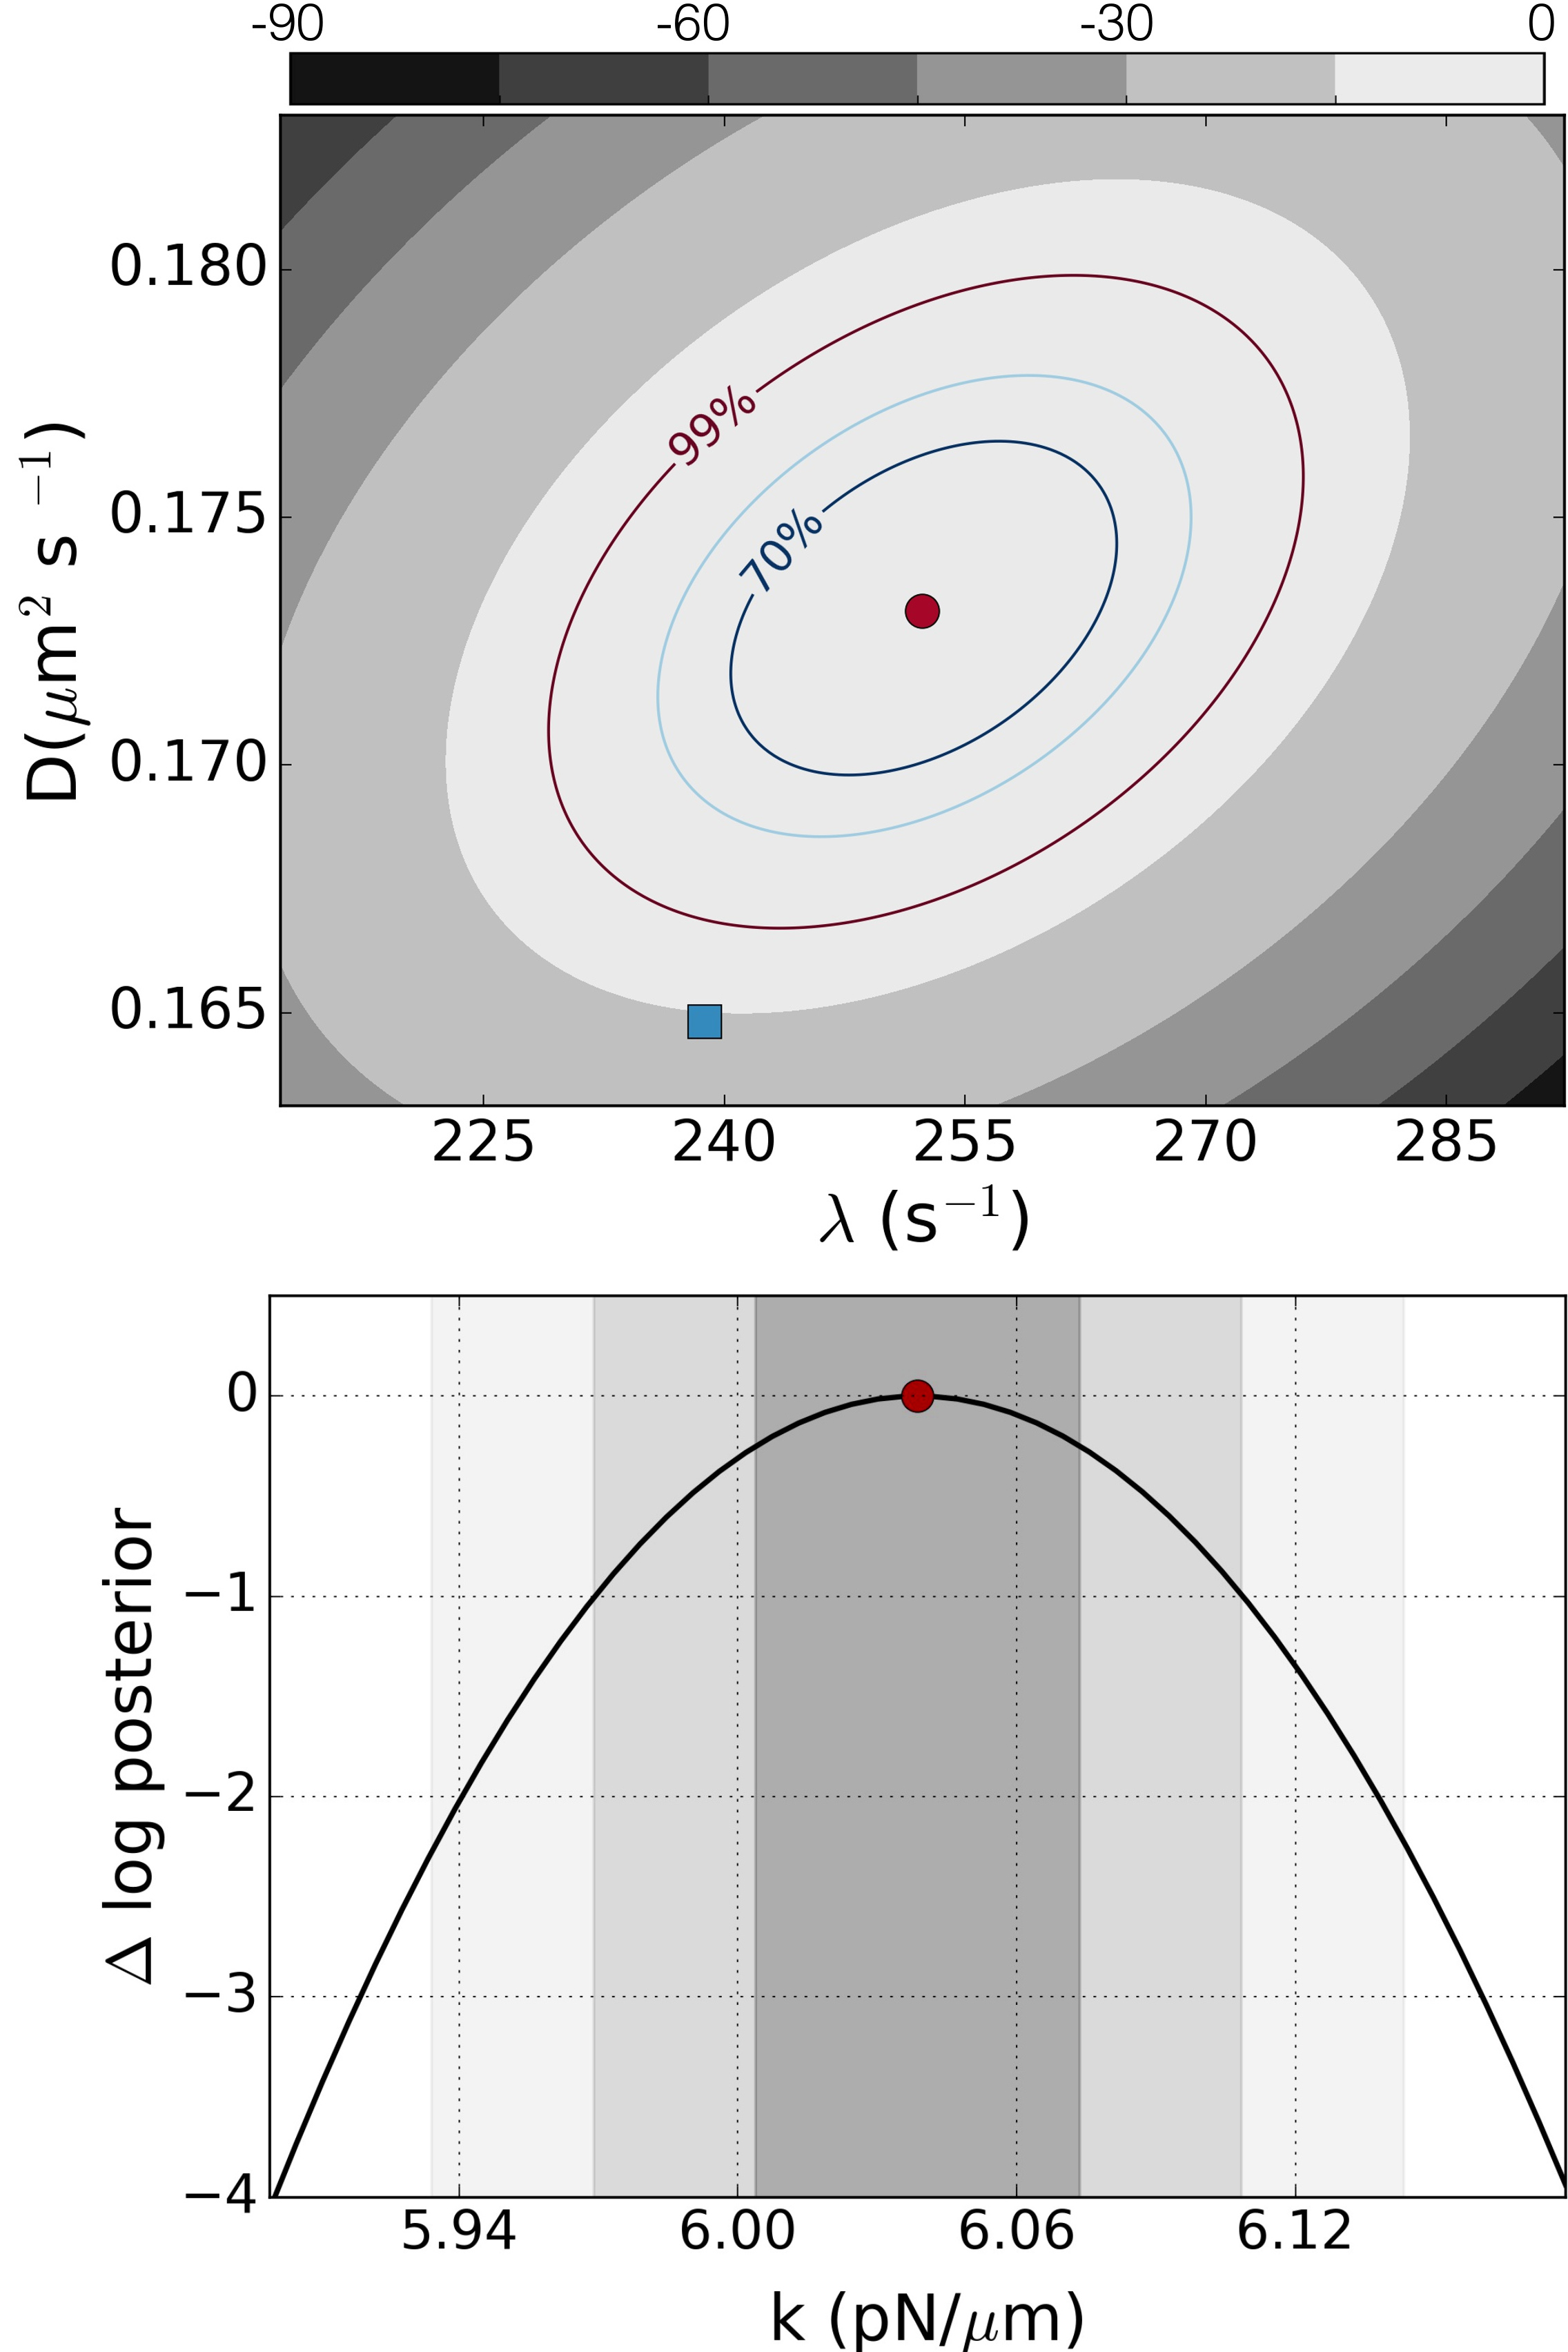 -90 -60 -30 0
0.180
99%
D(μm² s⁻¹)
0.175
70%
0.170
0.165
225 240 255 270 285
λ (s⁻¹)
0
−1
Δ log posterior
−2
−3
−4
5.94 6.00 6.06 6.12
k (pN/μm)